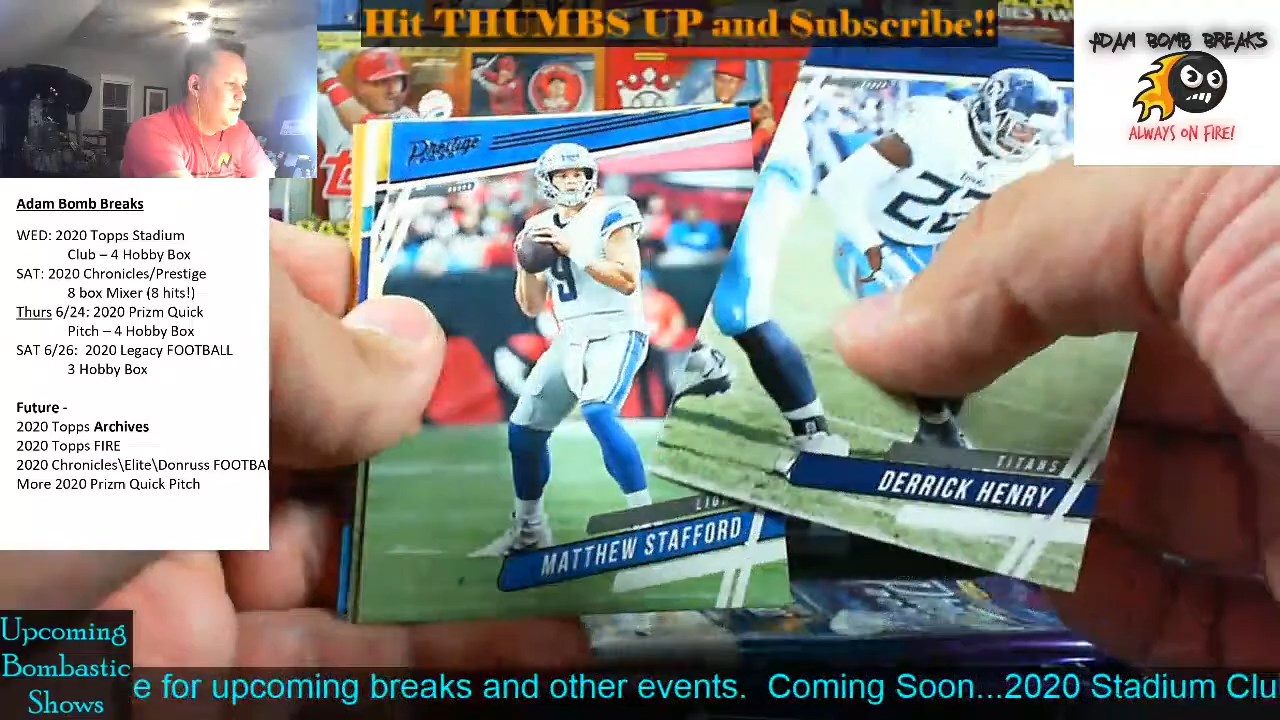 Hit THUMBS UP and Subscribe!!
ADAM BOMB BREAKS
ALWAYS ON FIRE!
Adam Bomb Breaks
WED: 2020 Topps Stadium
Club – 4 Hobby Box
SAT: 2020 Chronicles/Prestige
8 box Mixer (8 hits!)
Thurs 6/24: 2020 Prizm Quick
Pitch – 4 Hobby Box
SAT 6/26: 2020 Legacy FOOTBALL
3 Hobby Box
Future -
2020 Topps Archives
2020 Topps FIRE
2020 Chronicles\Elite\Donruss FOOTBA
More 2020 Prizm Quick Pitch
Prestige
9
MATTHEW STAFFORD
22
TITANS
DERRICK HENRY
Upcoming
Bombastic
Shows
e for upcoming breaks and other events. Coming Soon...2020 Stadium Clu